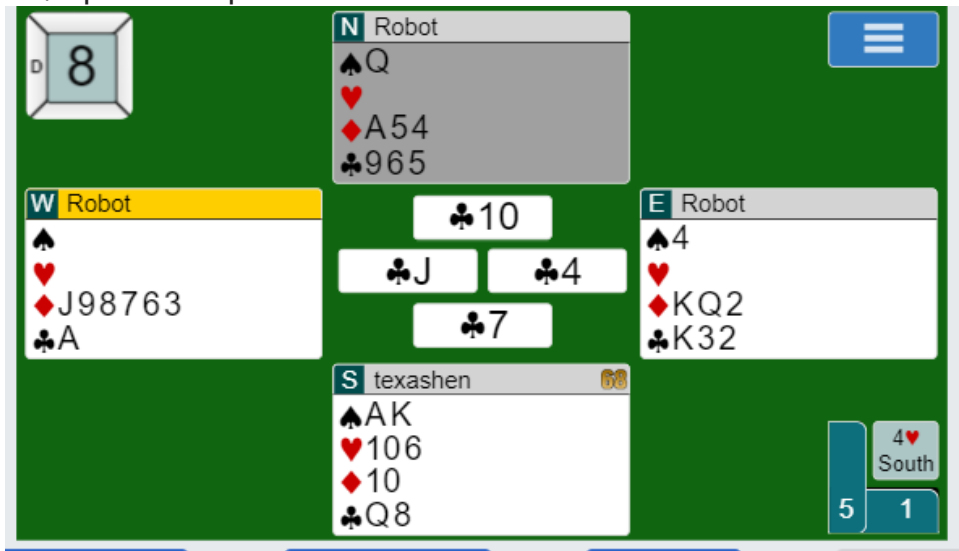 D 8
N Robot
♠Q
♥
♦A54
♣965
W Robot
♠
♥
♦J98763
♣A
♣10
♣J ♣4
♣7
E Robot
♠4
♥
♦KQ2
♣K32
S texashen 68
♠AK
♥106
♦10
♣Q8
4♥
South
5 1